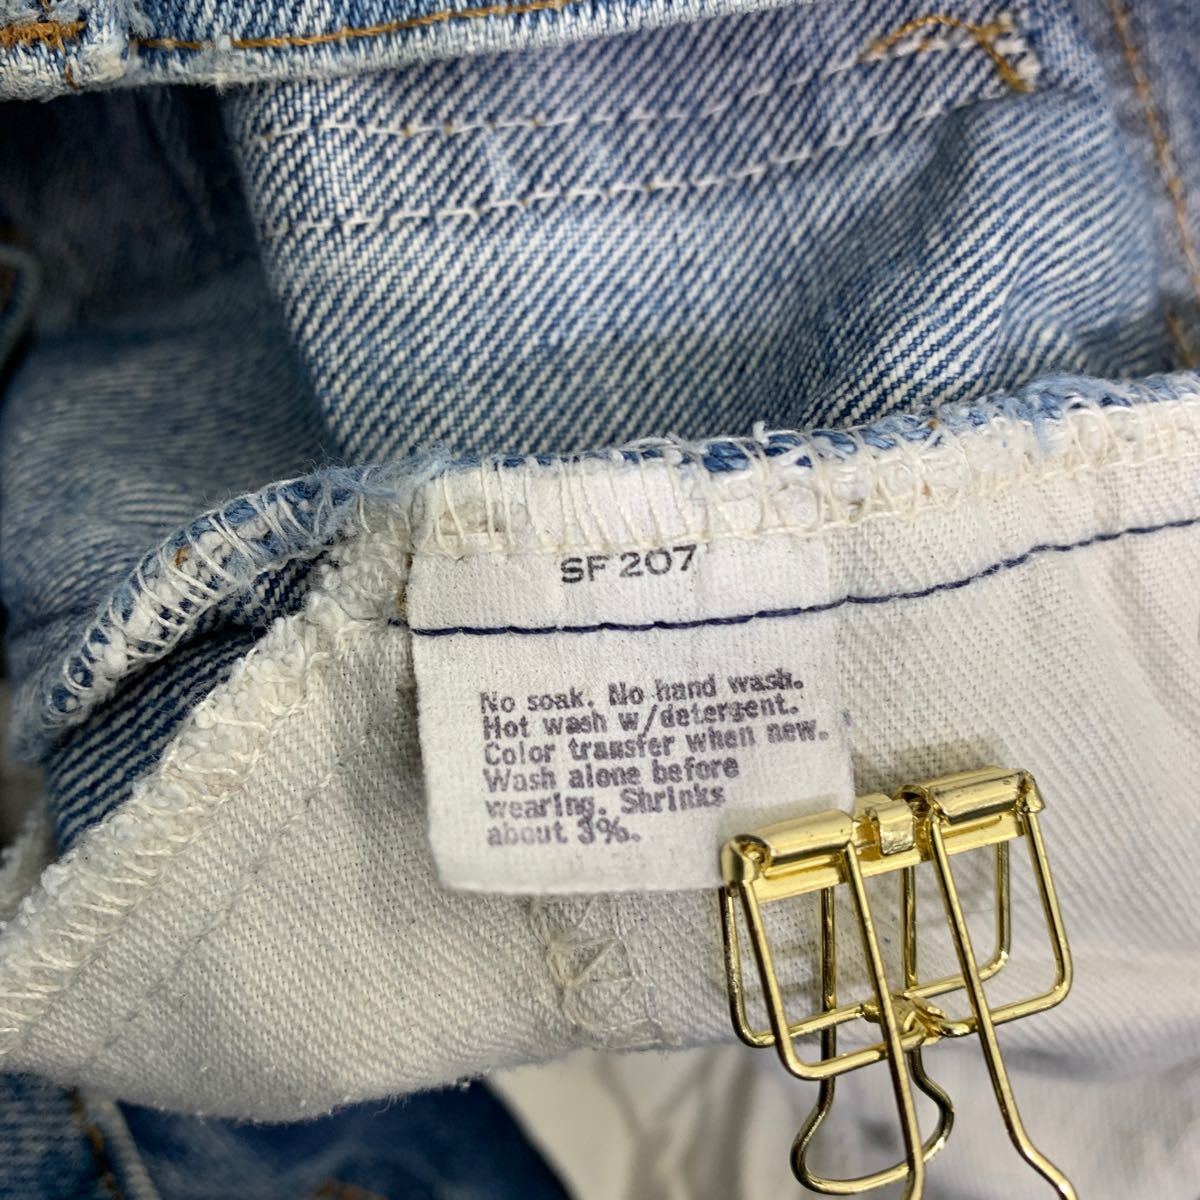 SF 207
No soak. No hand wash.
Hot wash w/detergent.
Color transfer when new.
Wash alone before
wearing. Shrinks
about 3%.